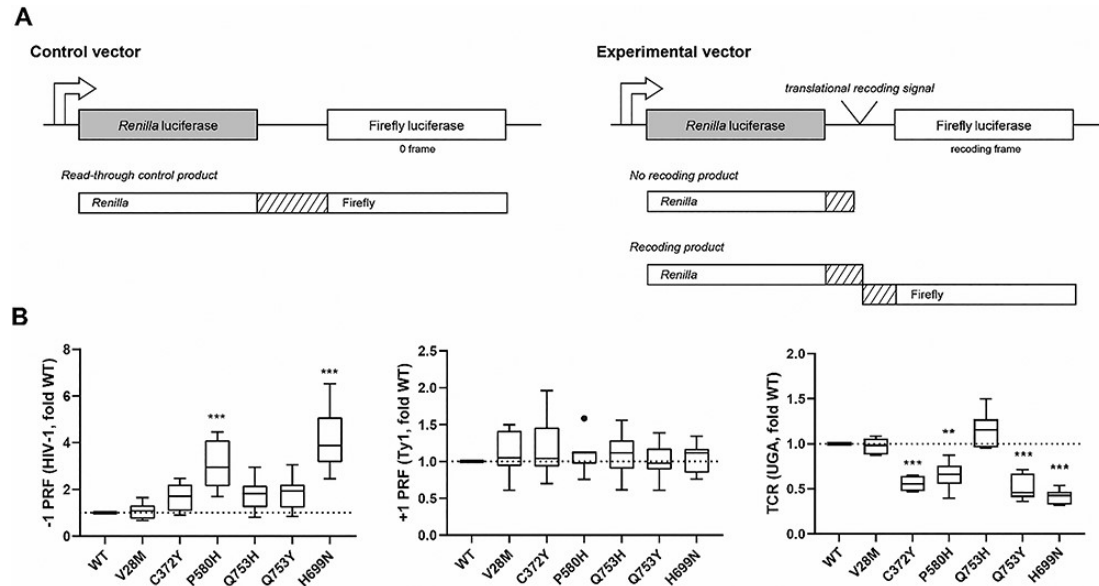 A
Control vector
Renilla luciferase
Firefly luciferase
0 frame
Read-through control product
Renilla
Firefly
Experimental vector
translational recoding signal
Renilla luciferase
Firefly luciferase
recoding frame
No recoding product
Renilla
Recoding product
Renilla
Firefly
B
-1 PRF (HIV-1, fold WT)
8
6
4
2
0
***
***
WT
V28M
C372Y
P580H
Q753H
Q753Y
H699N
+1 PRF (Ty1, fold WT)
2.5
2.0
1.5
1.0
0.5
0.0
WT
V28M
C372Y
P580H
Q753H
Q753Y
H699N
TCR (UGA, fold WT)
2.0
1.5
1.0
0.5
0.0
***
**
***
***
WT
V28M
C372Y
P580H
Q753H
Q753Y
H699N